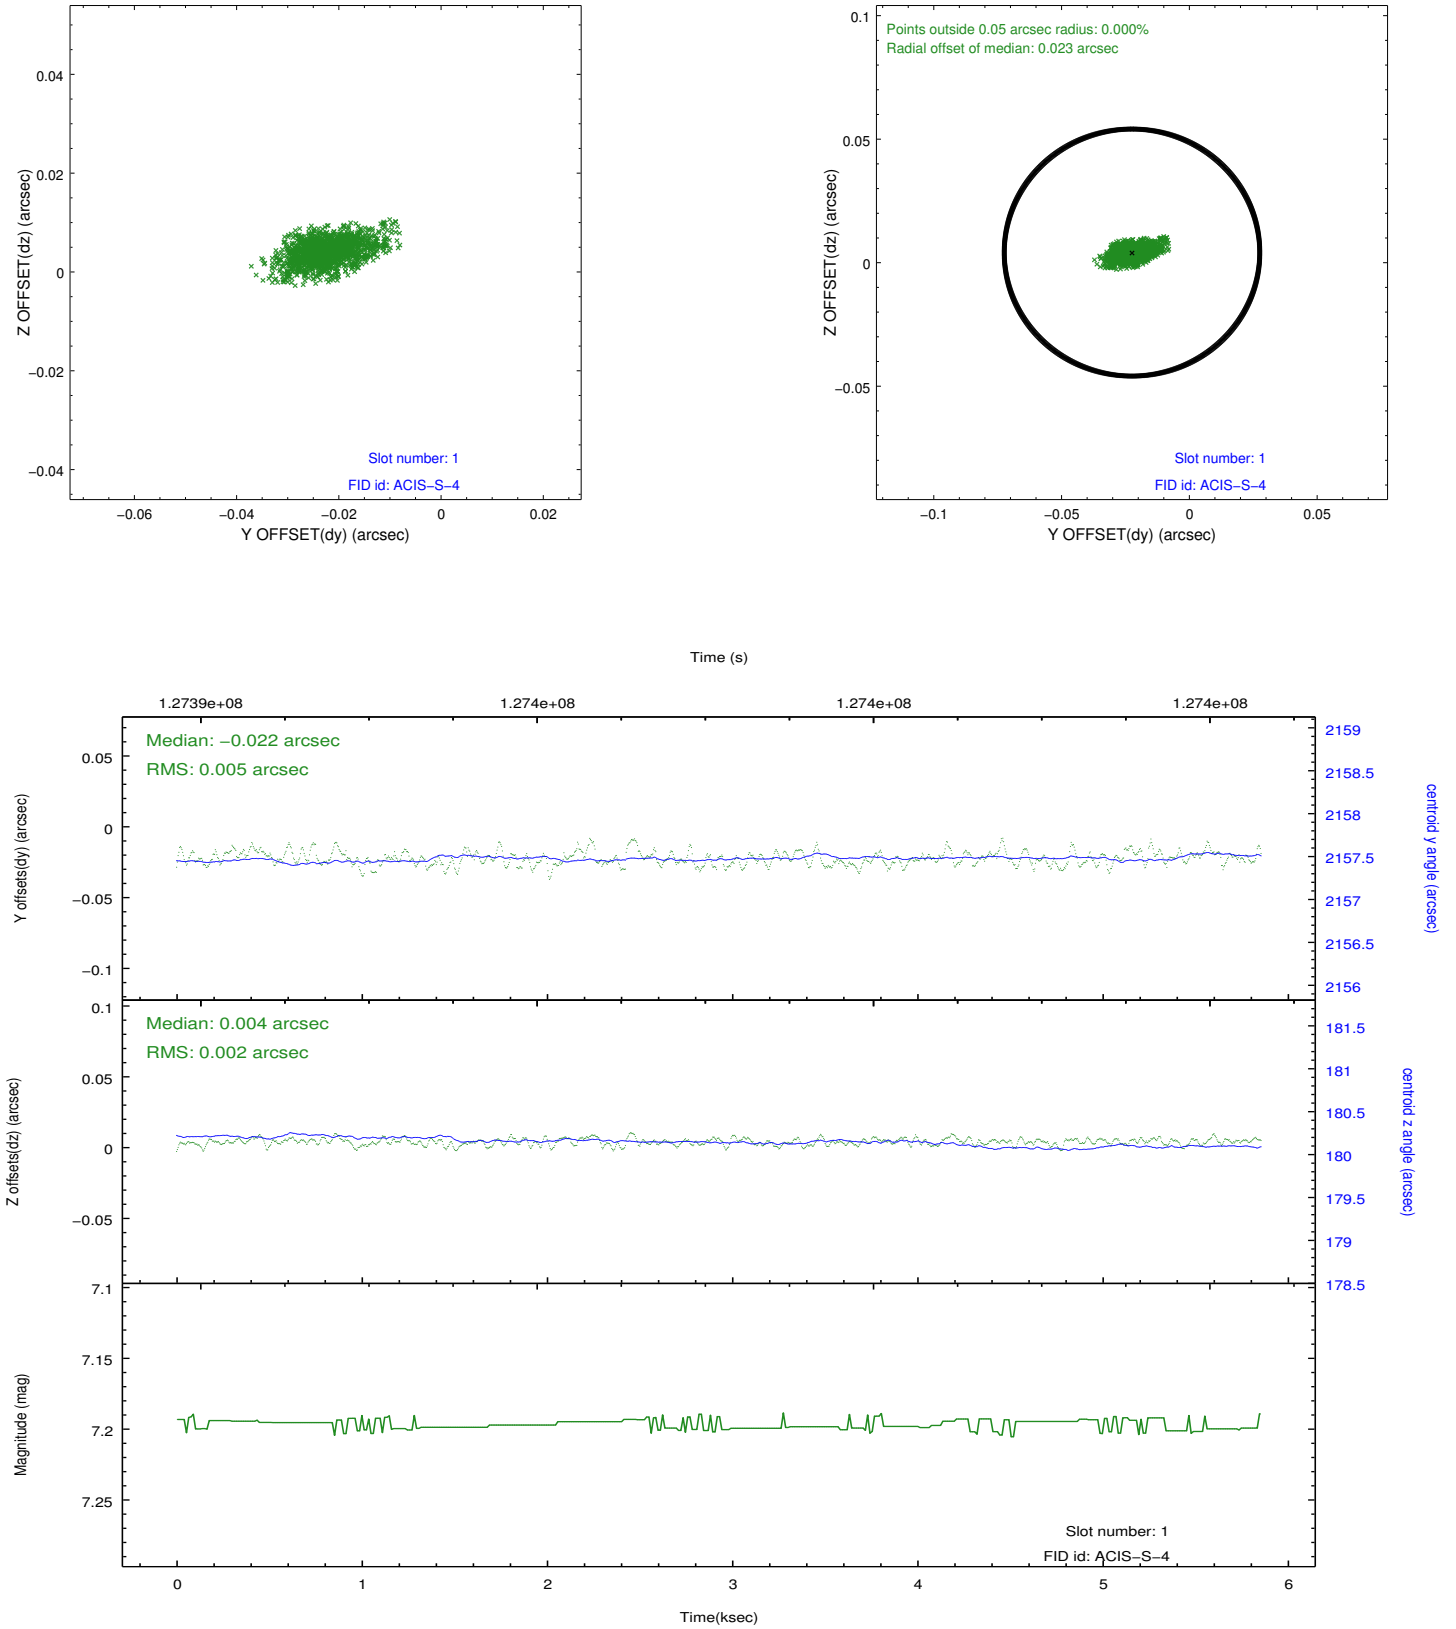 0.04
0.02
0
−0.02
−0.04
Z OFFSET(dz) (arcsec)
−0.06
−0.04
−0.02
0
0.02
Y OFFSET(dy) (arcsec)
Slot number: 1
FID id: ACIS−S−4
Points outside 0.05 arcsec radius: 0.000%
Radial offset of median: 0.023 arcsec
0.1
0.05
0
−0.05
Z OFFSET(dz) (arcsec)
−0.1
−0.05
0
0.05
Y OFFSET(dy) (arcsec)
Slot number: 1
FID id: ACIS−S−4
Time (s)
1.2739e+08
1.274e+08
1.274e+08
1.274e+08
Median: −0.022 arcsec
RMS: 0.005 arcsec
0.05
0
−0.05
−0.1
Y offsets(dy) (arcsec)
2159
2158.5
2158
2157.5
2157
2156.5
2156
centroid y angle (arcsec)
Median: 0.004 arcsec
RMS: 0.002 arcsec
0.1
0.05
0
−0.05
Z offsets(dz) (arcsec)
181.5
181
180.5
180
179.5
179
178.5
centroid z angle (arcsec)
7.1
7.15
7.2
7.25
Magnitude (mag)
Slot number: 1
FID id: ACIS−S−4
0
1
2
3
4
5
6
Time(ksec)